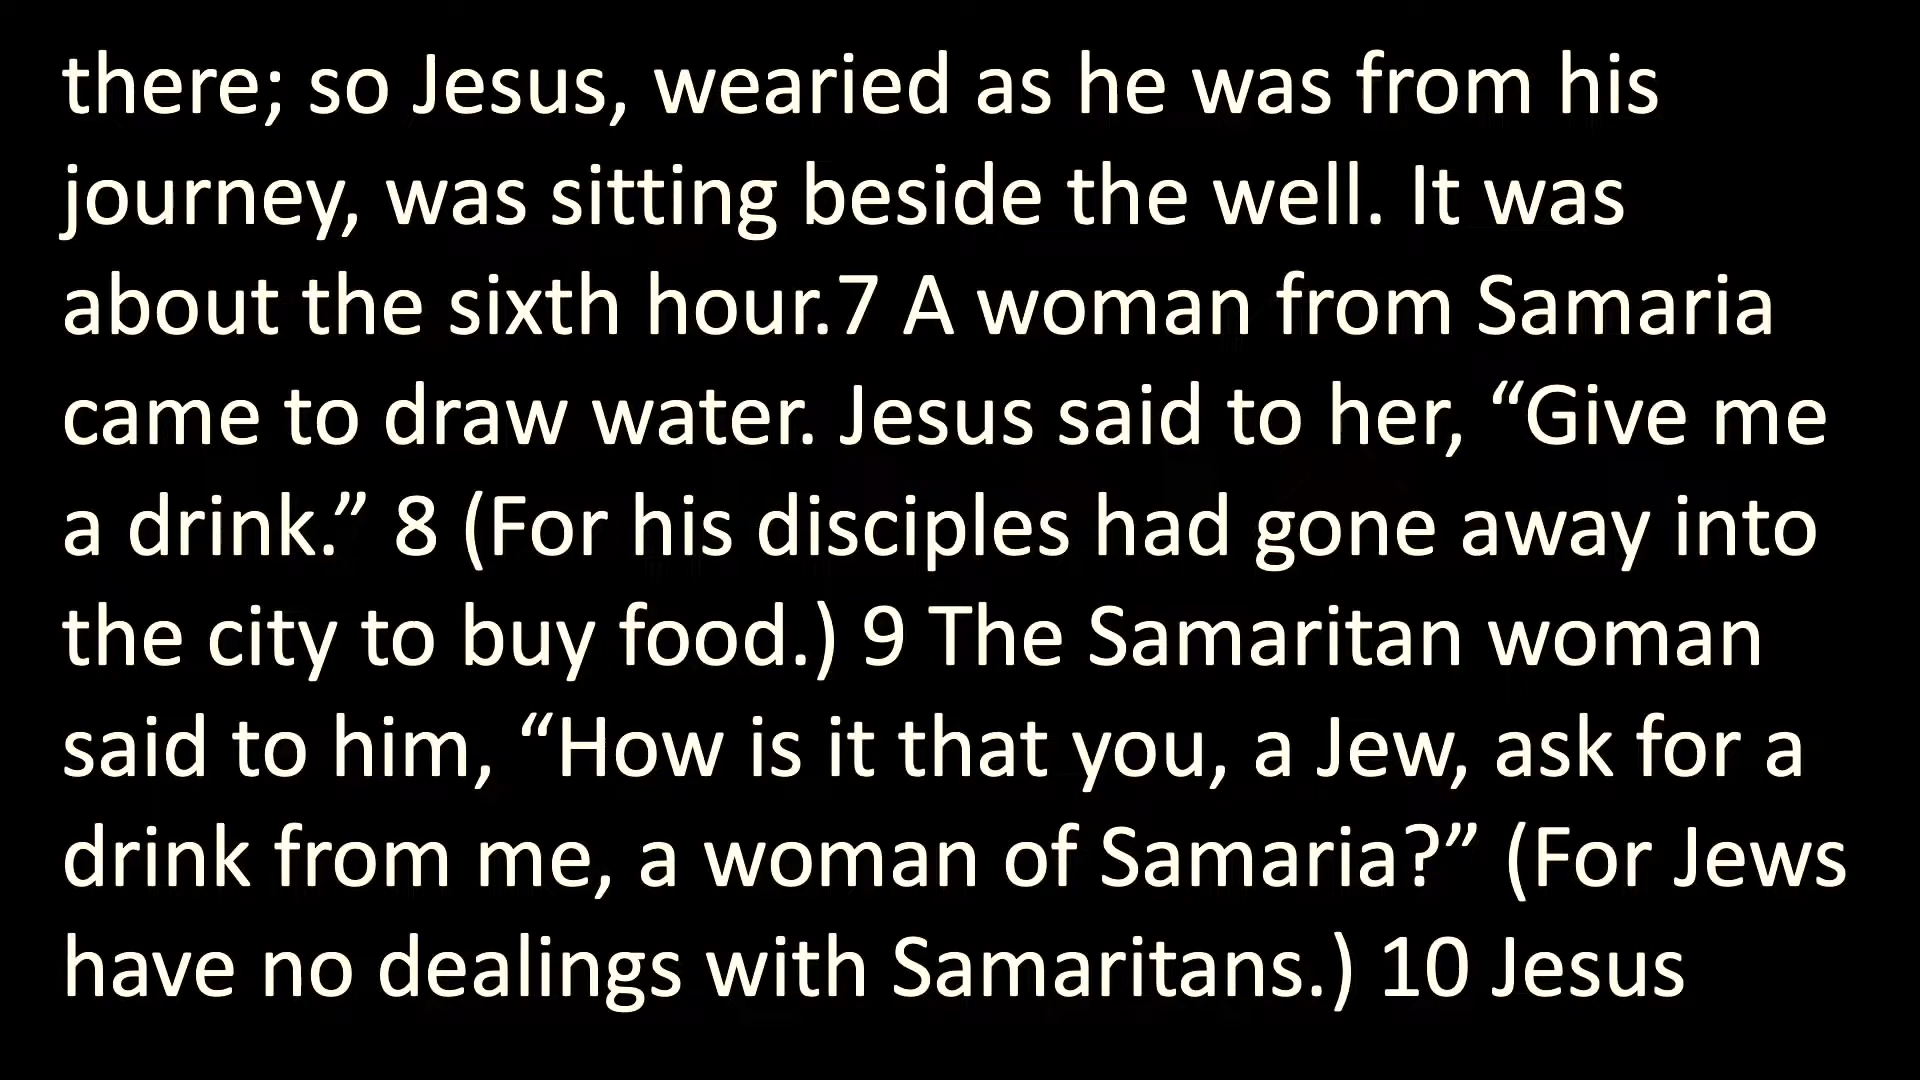 there; so Jesus, wearied as he was from his
journey, was sitting beside the well. It was
about the sixth hour.7 A woman from Samaria
came to draw water. Jesus said to her, “Give me
a drink.” 8 (For his disciples had gone away into
the city to buy food.) 9 The Samaritan woman
said to him, “How is it that you, a Jew, ask for a
drink from me, a woman of Samaria?” (For Jews
have no dealings with Samaritans.) 10 Jesus